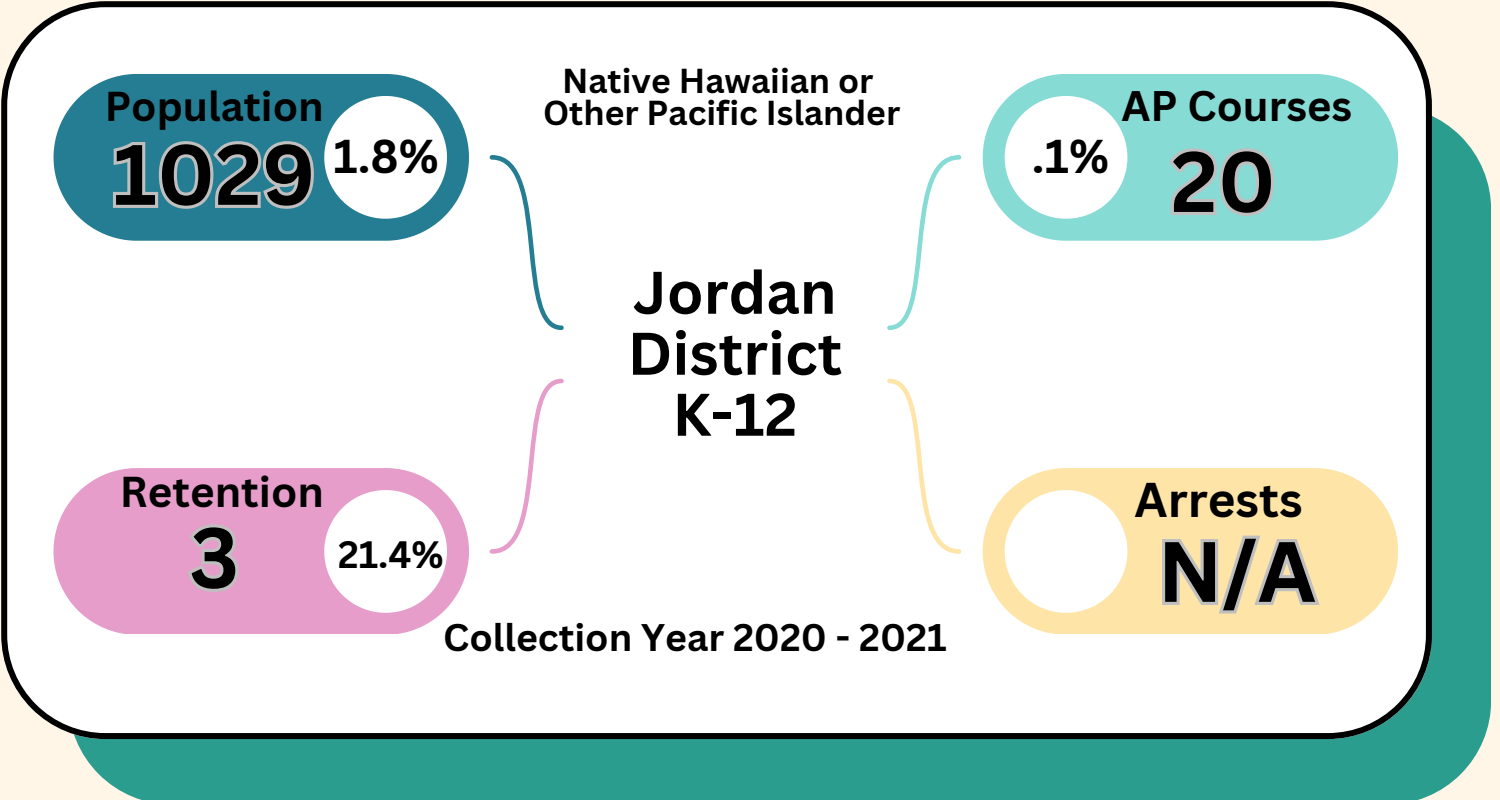 Native Hawaiian or
Other Pacific Islander
Population
1029
1.8%
AP Courses
.1%
20
Jordan
District
K-12
Retention
3
21.4%
Arrests
N/A
Collection Year 2020 - 2021